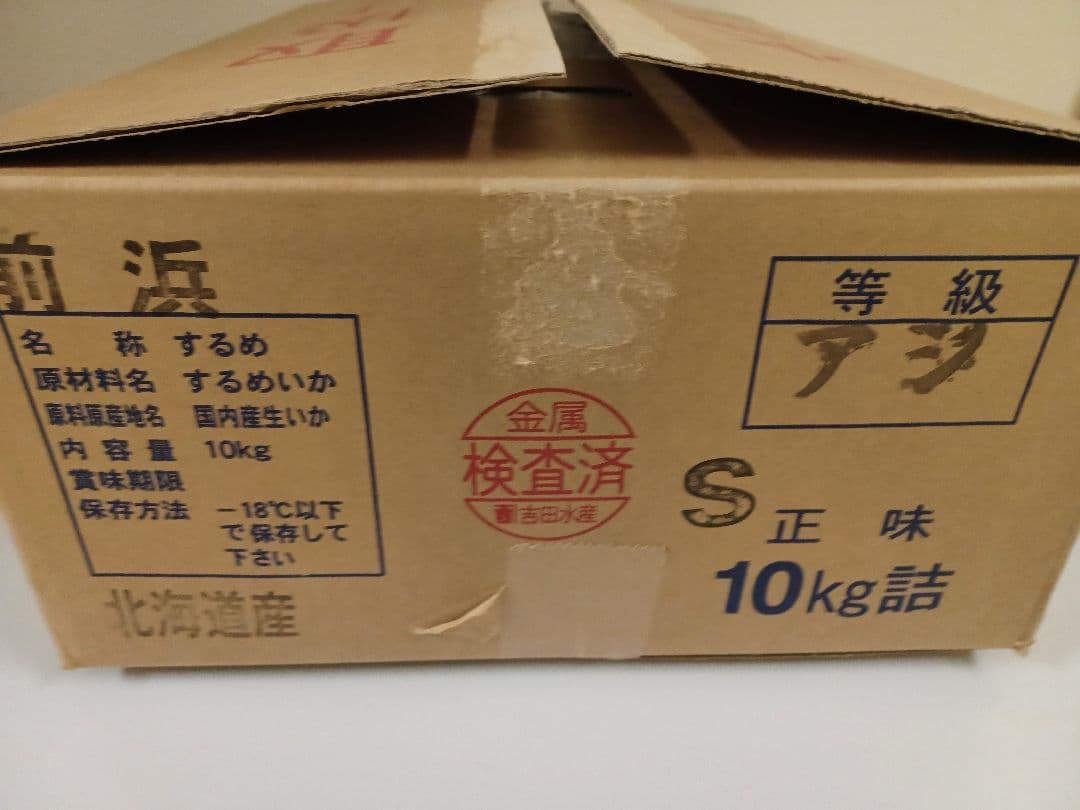 前浜
名称 するめ
原材料名 するめいか
原料原産地名 国内産生いか
内容量 10kg
賞味期限
保存方法 －18℃以下
で保存して
下さい
北海道産
金属
検査済
吉田水産
等級
アシ
S
正味
10kg詰